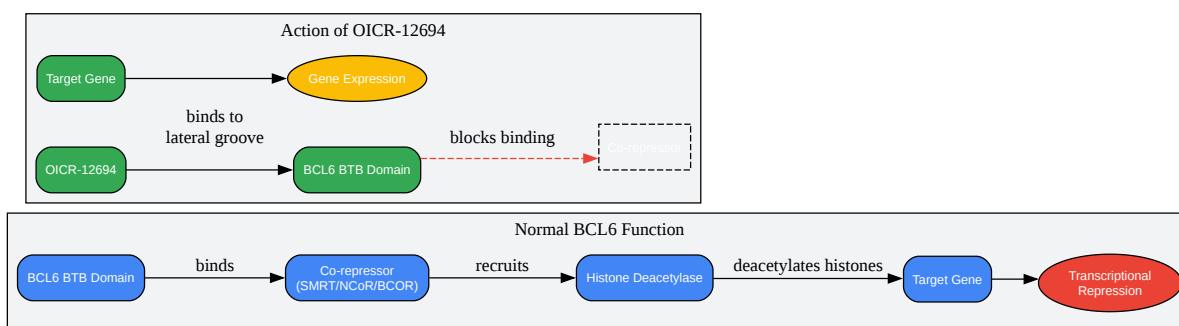 Action of OICR-12694
Target Gene
Gene Expression
binds to
lateral groove
blocks binding
Co-repressor
OICR-12694
BCL6 BTB Domain
Normal BCL6 Function
BCL6 BTB Domain
binds
Co-repressor
(SMRT/NCoR/BCOR)
recruits
Histone Deacetylase
deacetylates histones
Target Gene
Transcriptional
Repression